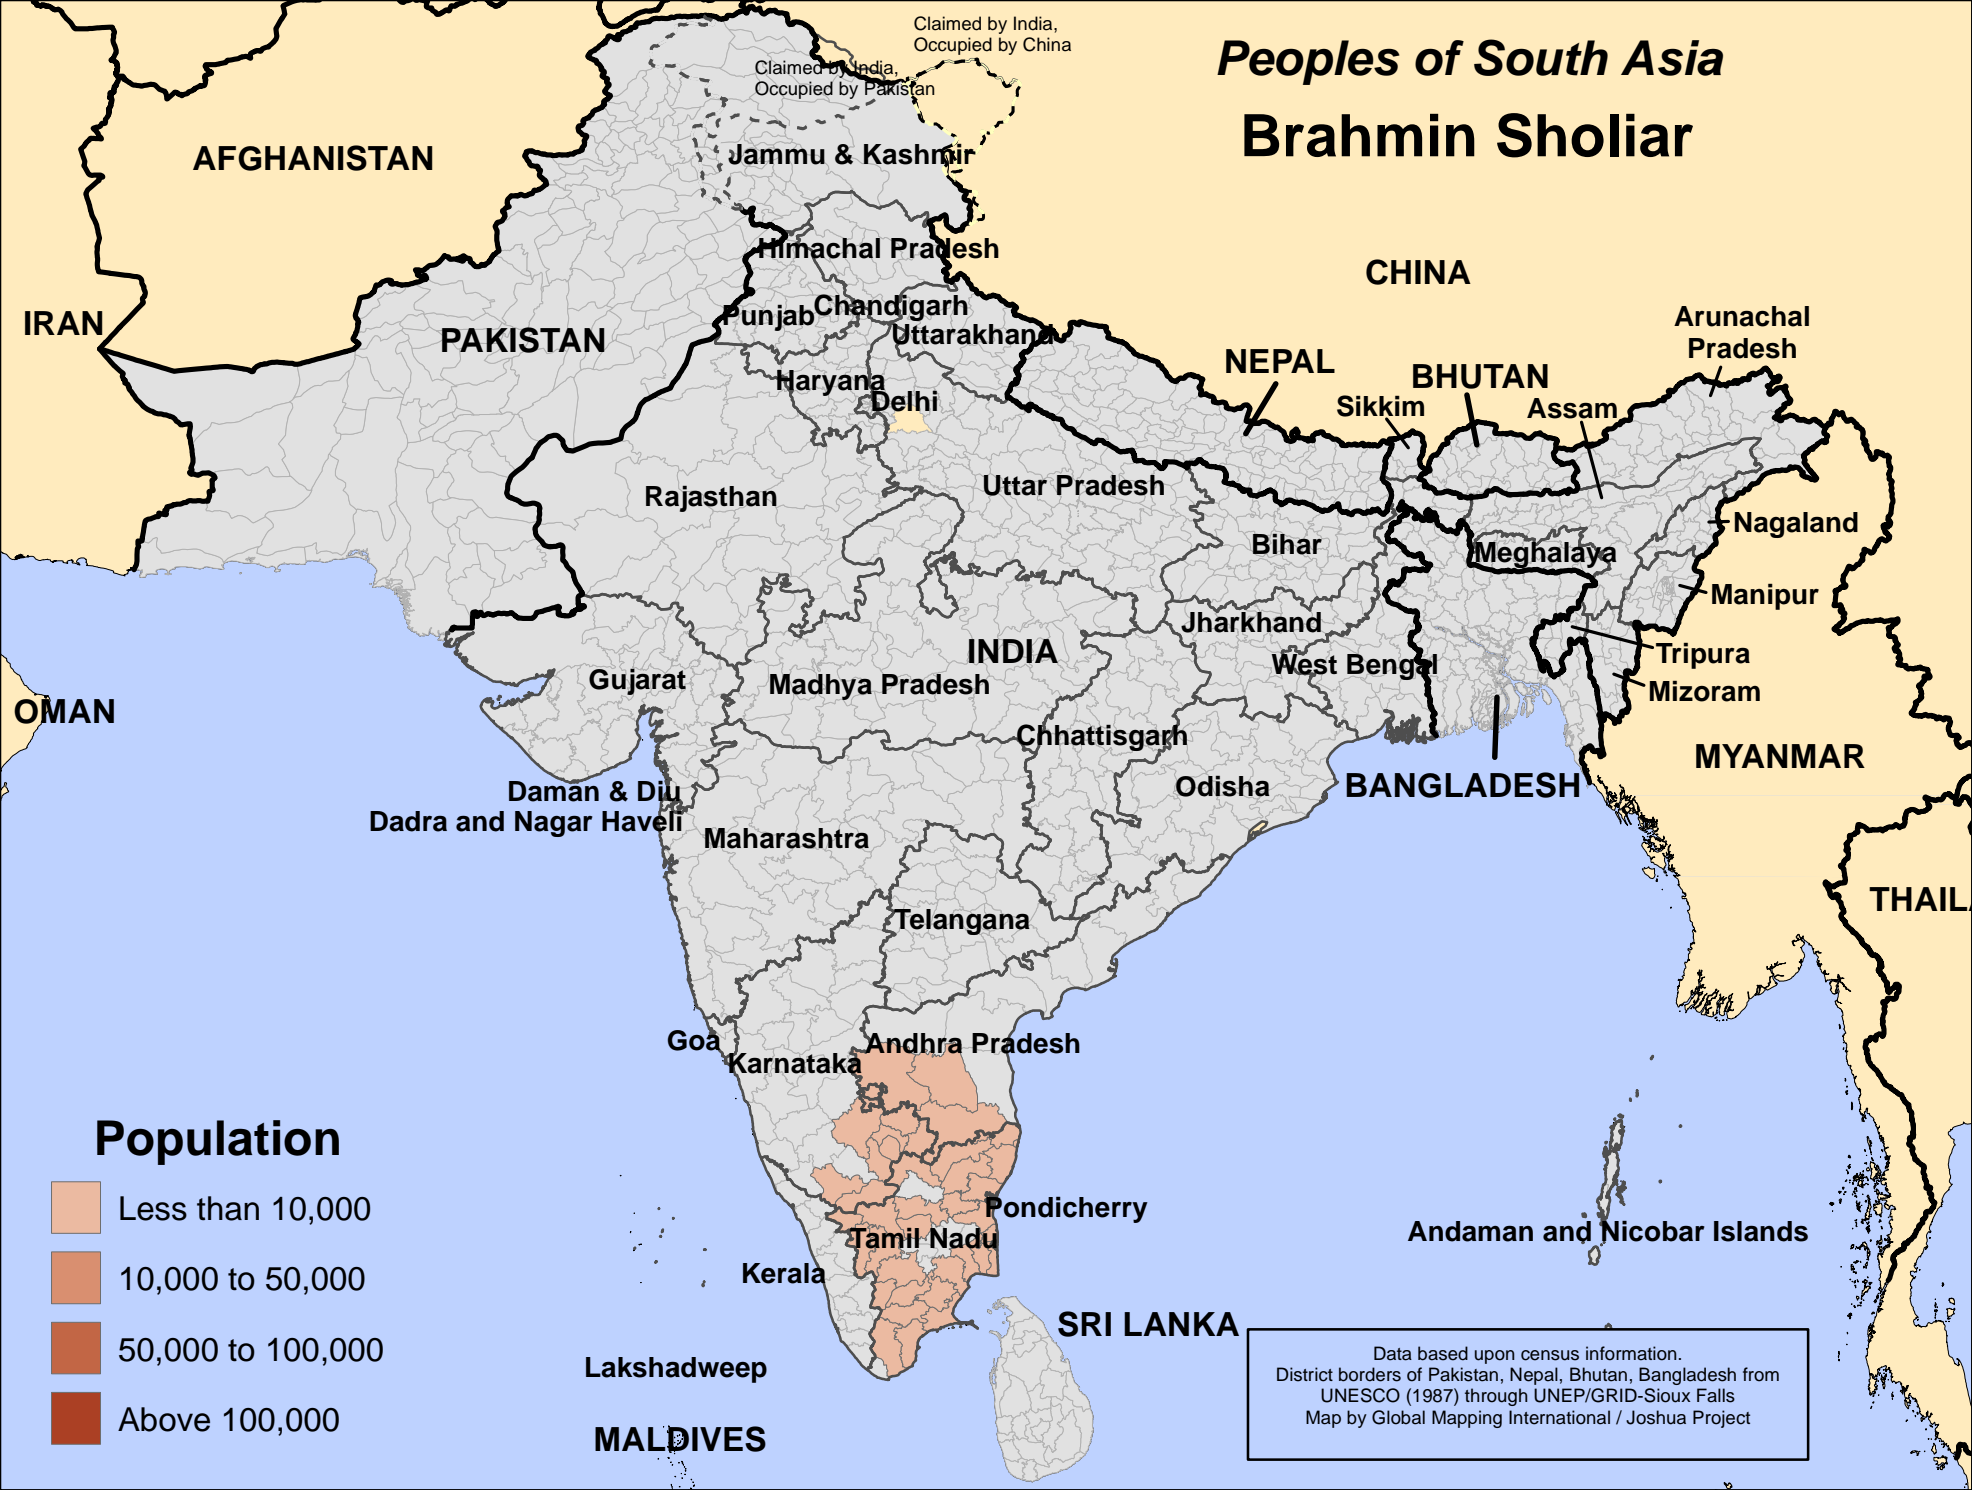 Claimed by India,
Occupied by China
Peoples of South Asia
Brahmin Sholiar
Claimed by India,
Occupied by Pakistan
AFGHANISTAN
Jammu & Kashmir
Himachal Pradesh
CHINA
IRAN
PAKISTAN
Punjab
Chandigarh
Uttarakhand
Arunachal
Pradesh
NEPAL
BHUTAN
Haryana
Delhi
Sikkim
Assam
Rajasthan
Uttar Pradesh
Nagaland
Bihar
Meghalaya
Manipur
Jharkhand
INDIA
Tripura
West Bengal
Gujarat
Madhya Pradesh
Mizoram
OMAN
Chhattisgarh
MYANMAR
Odisha
BANGLADESH
Daman & Diu
Dadra and Nagar Haveli
Maharashtra
THAIL
Telangana
Goa
Andhra Pradesh
Karnataka
Population
Less than 10,000
10,000 to 50,000
50,000 to 100,000
Above 100,000
Pondicherry
Tamil Nadu
Andaman and Nicobar Islands
Kerala
SRI LANKA
Lakshadweep
MALDIVES
Data based upon census information.
District borders of Pakistan, Nepal, Bhutan, Bangladesh from
UNESCO (1987) through UNEP/GRID-Sioux Falls
Map by Global Mapping International / Joshua Project